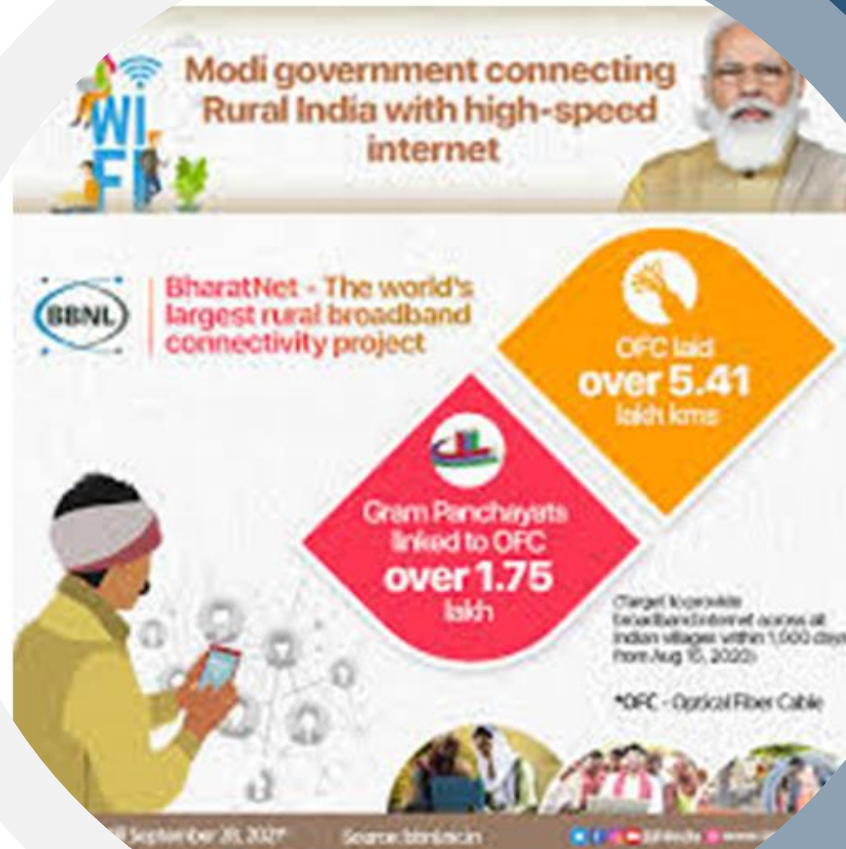 Modi government connecting
Rural India with high-speed
internet
WI
FI
BBNL
BharatNet - The world's
largest rural broadband
connectivity project
OFC laid
over 5.41
lakh kms
Gram Panchayats
linked to OFC
over 1.75
lakh
(Target to provide
broadband internet across all
Indian villages within 1,000 days
from Aug 15, 2020)
*OFC - Optical Fiber Cable
September 28, 2021*
Source: bbnl.nic.in